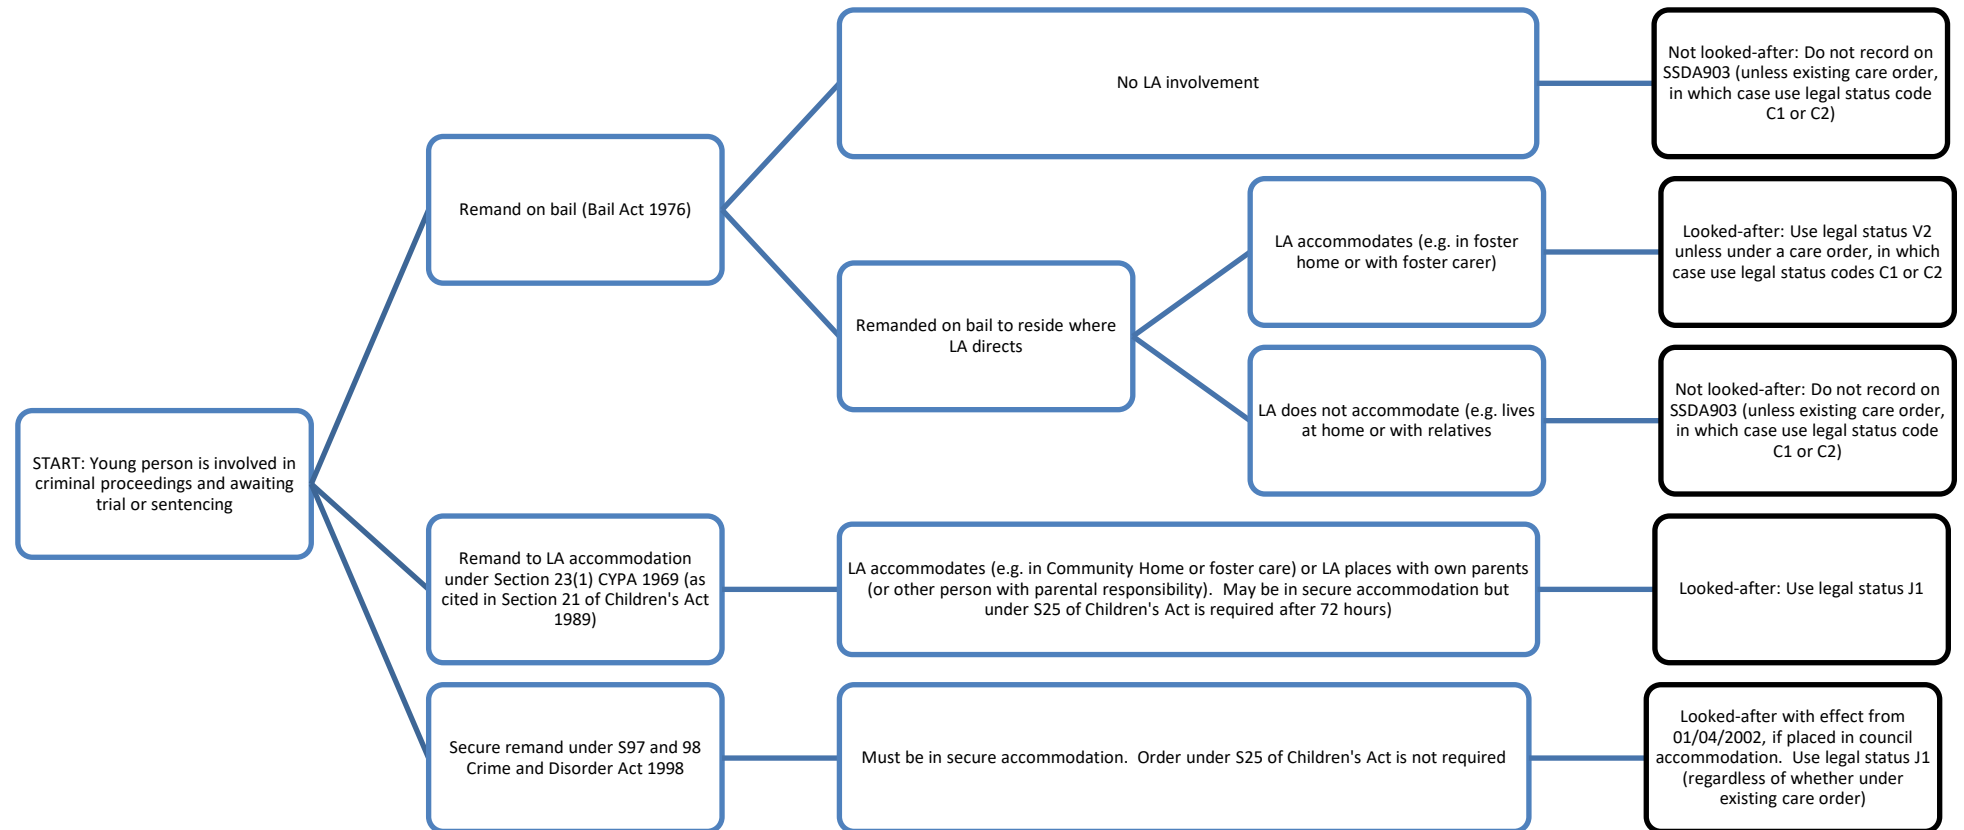 No LA involvement
Not looked-after: Do not record on
SSDA903 (unless existing care order,
in which case use legal status code
C1 or C2)
Remand on bail (Bail Act 1976)
LA accommodates (e.g. in foster
home or with foster carer)
Looked-after: Use legal status V2
unless under a care order, in which
case use legal status codes C1 or C2
Remanded on bail to reside where
LA directs
LA does not accommodate (e.g. lives
at home or with relatives
Not looked-after: Do not record on
SSDA903 (unless existing care order,
in which case use legal status code
C1 or C2)
START: Young person is involved in
criminal proceedings and awaiting
trial or sentencing
Remand to LA accommodation
under Section 23(1) CYPA 1969 (as
cited in Section 21 of Children's Act
1989)
LA accommodates (e.g. in Community Home or foster care) or LA places with own parents
(or other person with parental responsibility).  May be in secure accommodation but
under S25 of Children's Act is required after 72 hours)
Looked-after: Use legal status J1
Secure remand under S97 and 98
Crime and Disorder Act 1998
Must be in secure accommodation.  Order under S25 of Children's Act is not required
Looked-after with effect from
01/04/2002, if placed in council
accommodation.  Use legal status J1
(regardless of whether under
existing care order)